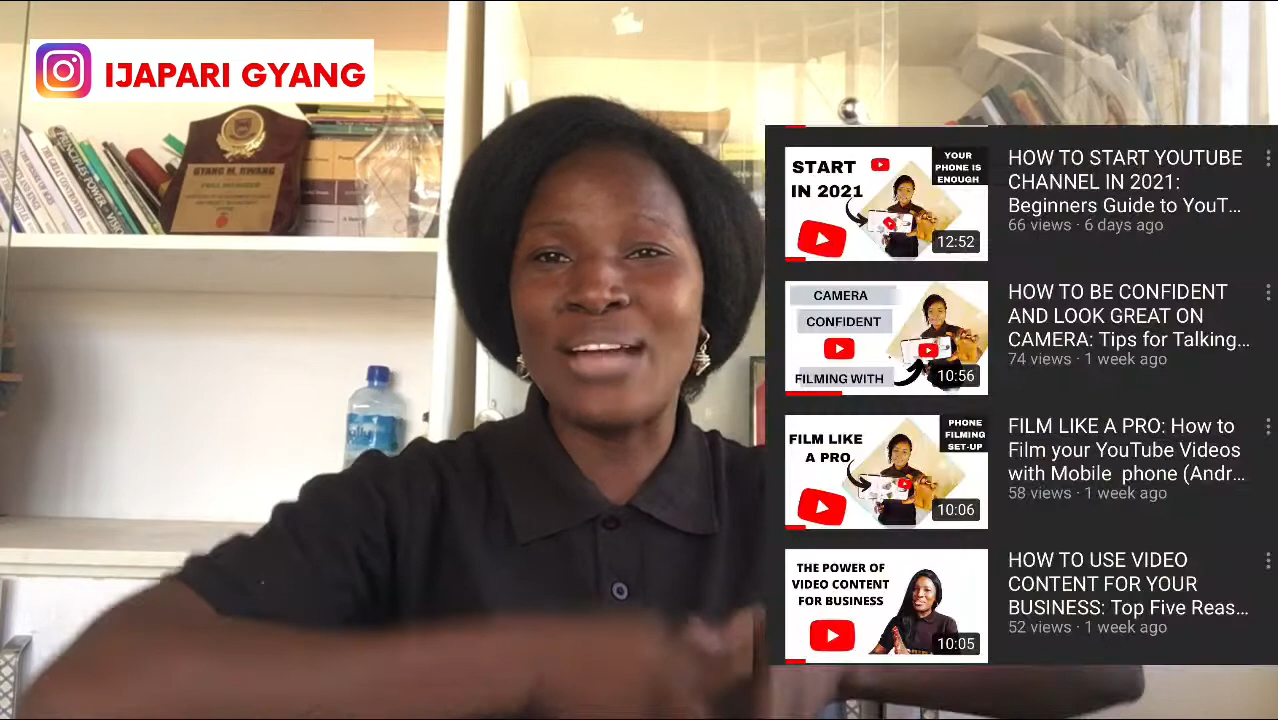 IJAPARI GYANG
GYANG M. RWANG
START
IN 2021
YOUR
PHONE IS
ENOUGH
12:52
HOW TO START YOUTUBE
CHANNEL IN 2021:
Beginners Guide to YouT...
66 views · 6 days ago
CAMERA
CONFIDENT
FILMING WITH
10:56
HOW TO BE CONFIDENT
AND LOOK GREAT ON
CAMERA: Tips for Talking...
74 views · 1 week ago
FILM LIKE
A PRO
PHONE
FILMING
SET-UP
10:06
FILM LIKE A PRO: How to
Film your YouTube Videos
with Mobile phone (Andr...
58 views · 1 week ago
THE POWER OF
VIDEO CONTENT
FOR BUSINESS
10:05
HOW TO USE VIDEO
CONTENT FOR YOUR
BUSINESS: Top Five Reas...
52 views · 1 week ago